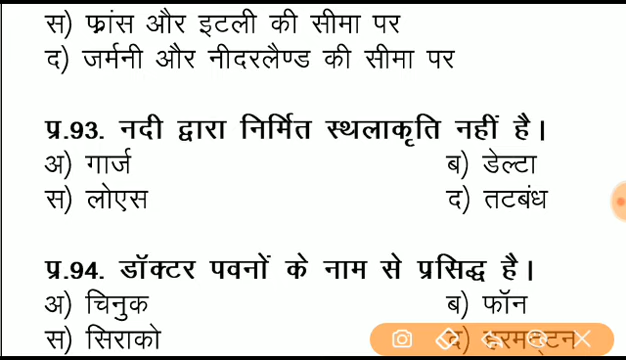 स) फ्रांस और इटली की सीमा पर
द) जर्मनी और नीदरलैण्ड की सीमा पर
प्र.93. नदी द्वारा निर्मित स्थलाकृति नहीं है।
अ) गार्ज ब) डेल्टा
स) लोएस द) तटबंध
प्र.94. डॉक्टर पवनों के नाम से प्रसिद्ध है।
अ) चिनुक ब) फॉन
स) सिराको द)